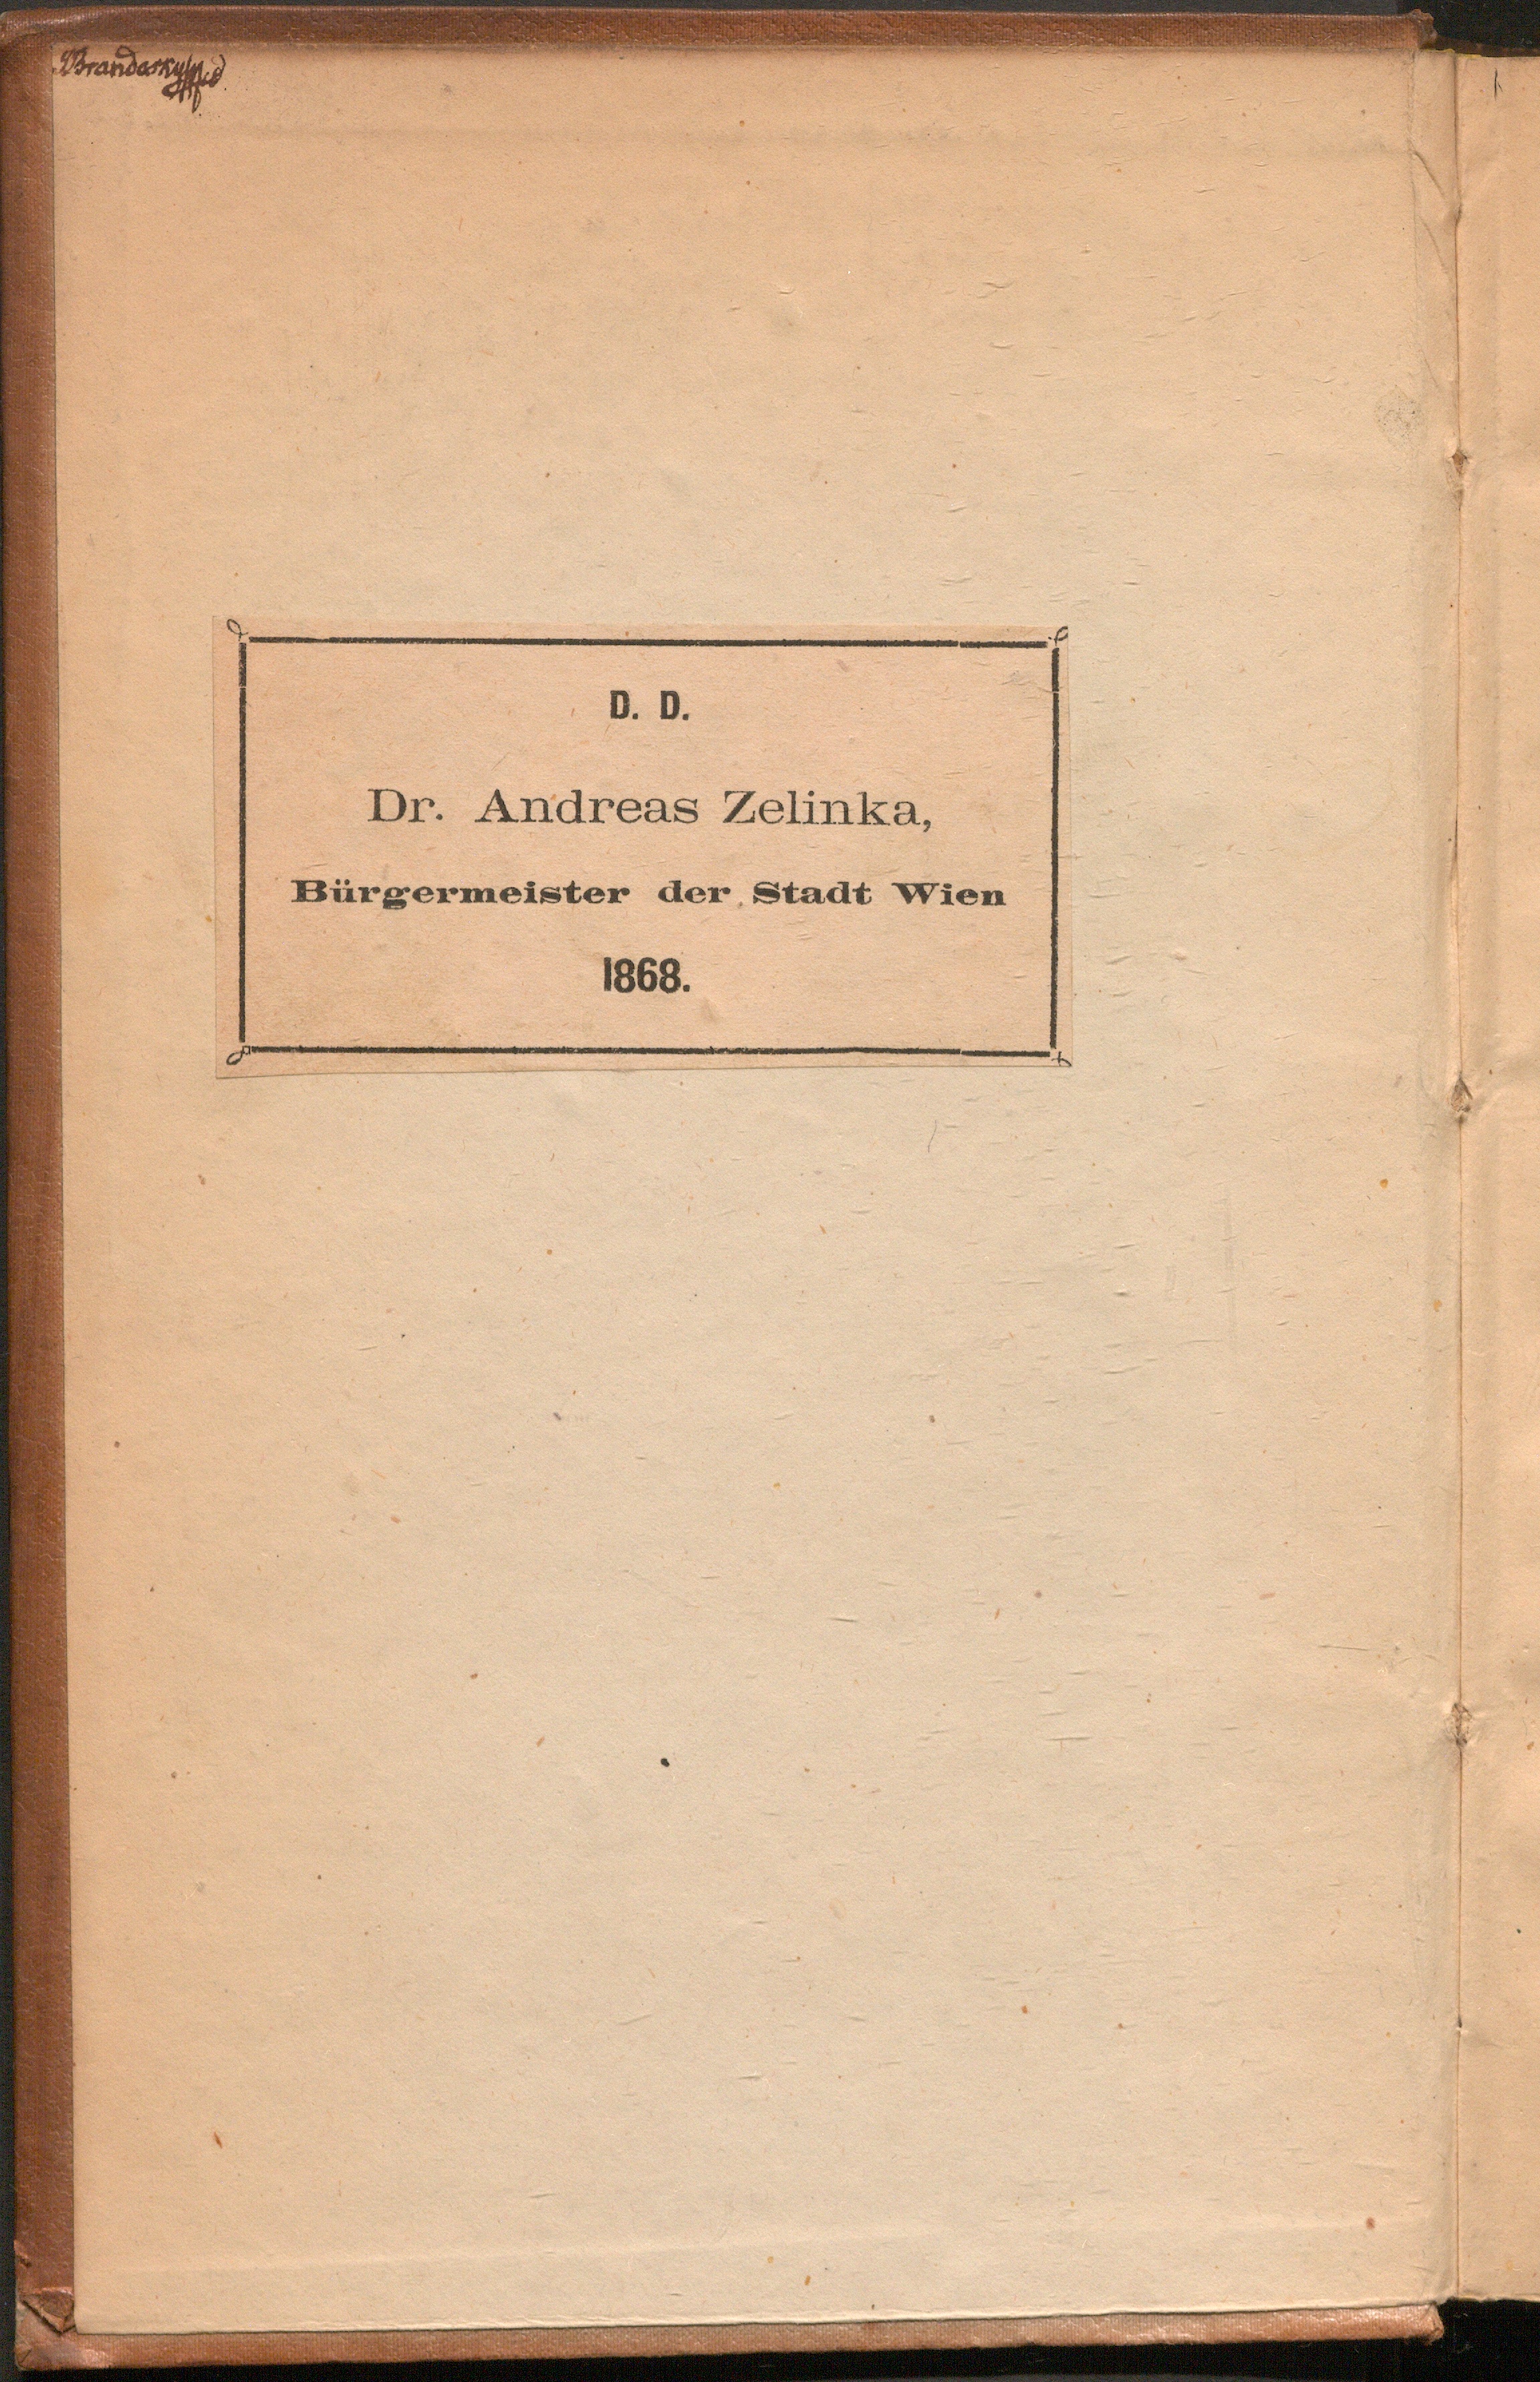 D. D.
Dr. Andreas Zelinka,
Bürgermeister der Stadt Wien
1868.